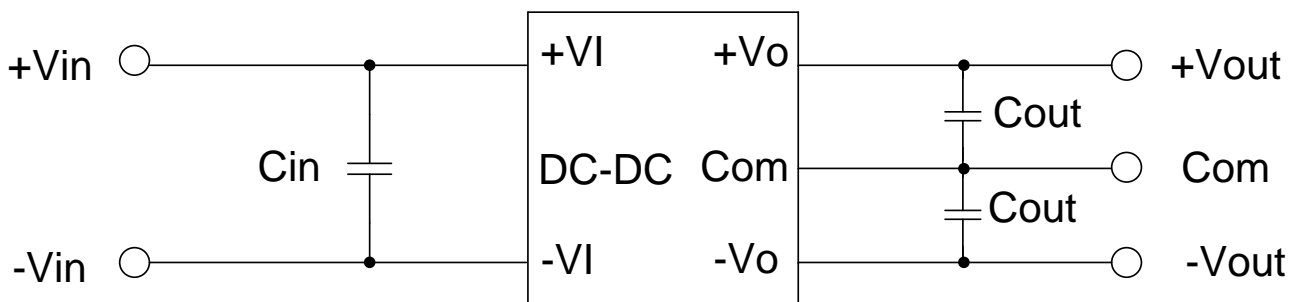 +Vin
+VI
+Vo
+Vout
Cout
Cin
DC-DC
Com
Com
Cout
-Vin
-VI
-Vo
-Vout